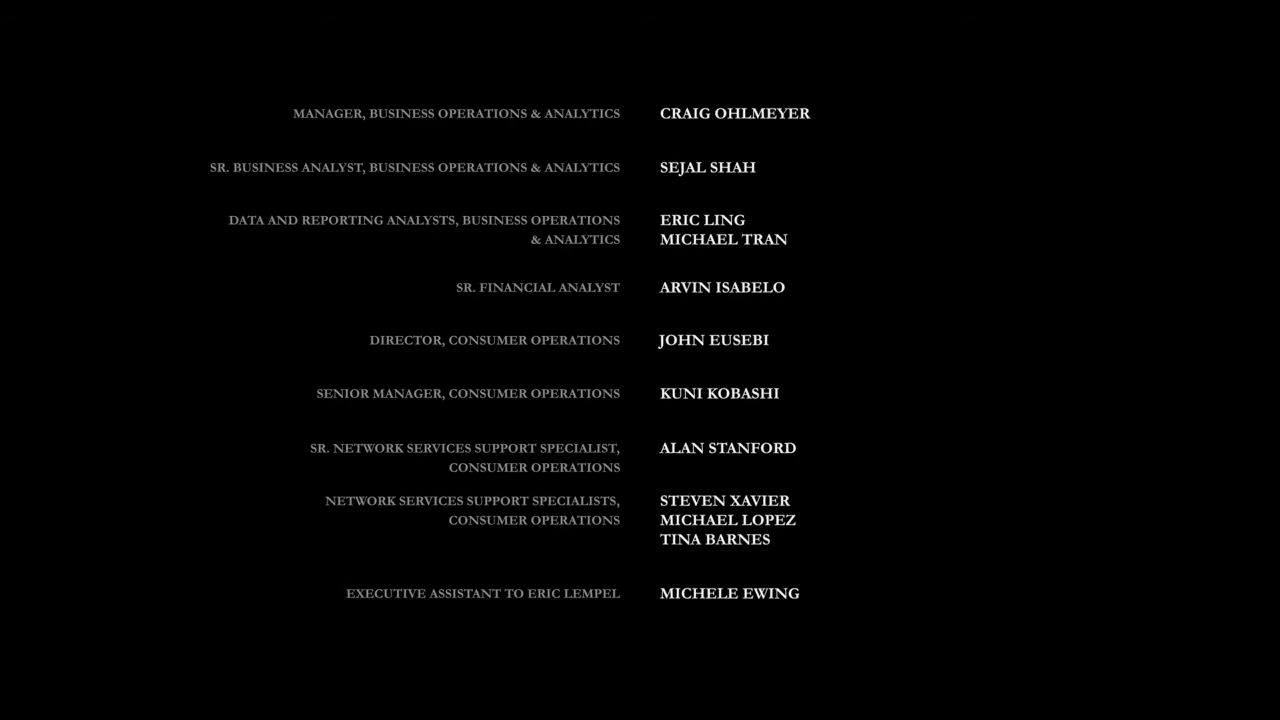 MANAGER, BUSINESS OPERATIONS & ANALYTICS CRAIG OHLMEYER
SR. BUSINESS ANALYST, BUSINESS OPERATIONS & ANALYTICS SEJAL SHAH
DATA AND REPORTING ANALYSTS, BUSINESS OPERATIONS ERIC LING
& ANALYTICS MICHAEL TRAN
SR. FINANCIAL ANALYST ARVIN ISABELO
DIRECTOR, CONSUMER OPERATIONS JOHN EUSEBI
SENIOR MANAGER, CONSUMER OPERATIONS KUNI KOBASHI
SR. NETWORK SERVICES SUPPORT SPECIALIST, ALAN STANFORD
CONSUMER OPERATIONS
NETWORK SERVICES SUPPORT SPECIALISTS, STEVEN XAVIER
CONSUMER OPERATIONS MICHAEL LOPEZ
TINA BARNES
EXECUTIVE ASSISTANT TO ERIC LEMPEL MICHELE EWING